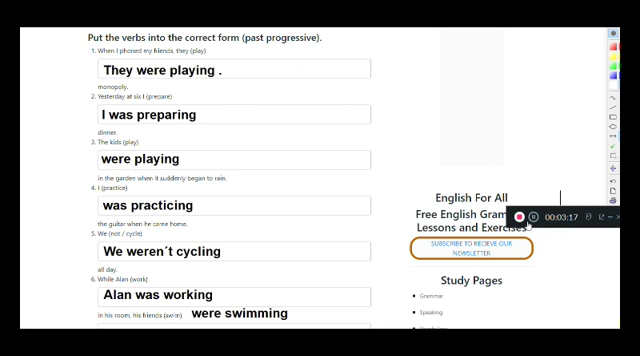 Put the verbs into the correct form (past progressive).
1. When I phoned my friends, they (play)
They were playing .
monopoly.
2. Yesterday at six I (prepare)
I was preparing
dinner.
3. The kids (play)
were playing
in the garden when it suddenly began to rain.
4. I (practice)
was practicing
the guitar when he came home.
5. We (not / cycle)
We weren´t cycling
all day.
6. While Alan (work)
Alan was working
in his room, his friends (swim) were swimming
English For All
Free English Gram
Lessons and Exercises
00:03:17
SUBSCRIBE TO RECIEVE OUR
NEWSLETTER
Study Pages
Grammar
Speaking
Vocabulary